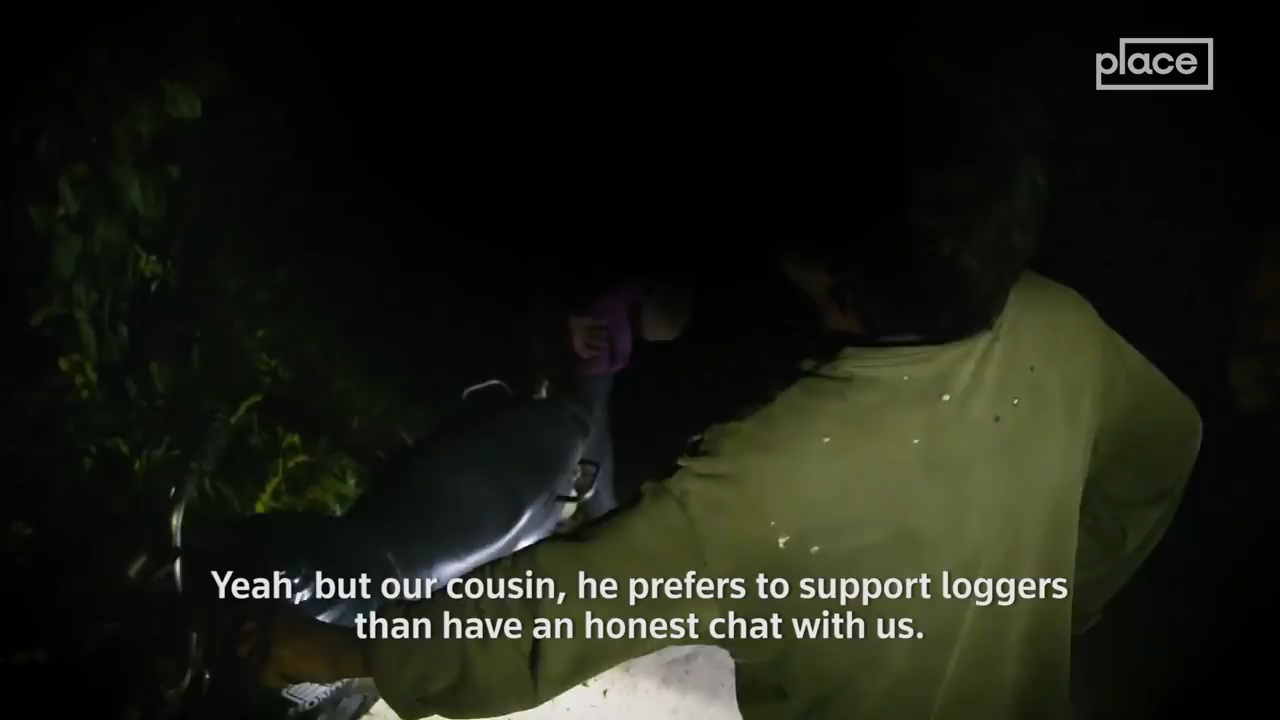 place
Yeah, but our cousin, he prefers to support loggers
than have an honest chat with us.